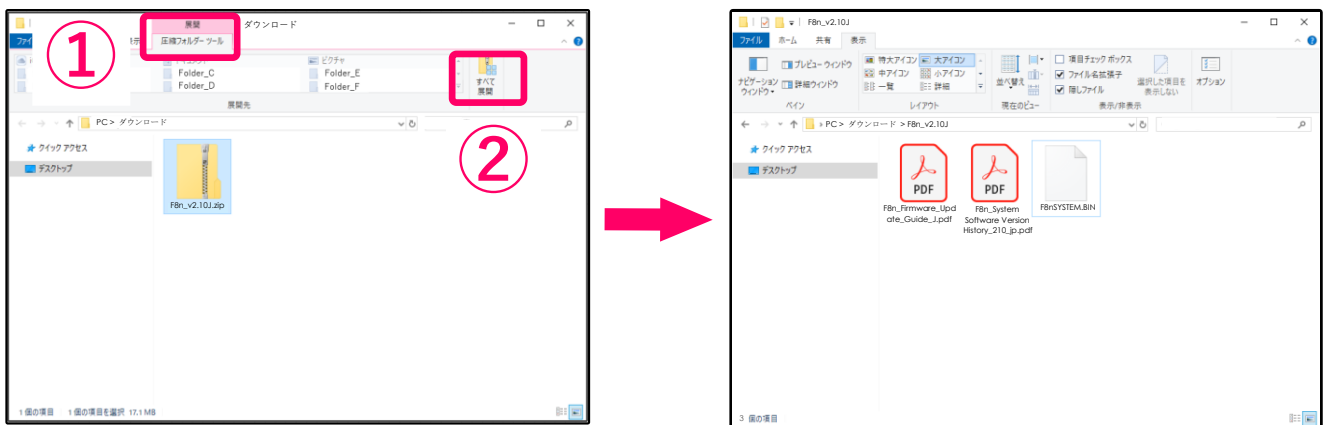 展開
ダウンロード
ファイル
圧縮フォルダー ツール
ピクチャ
Folder_C
Folder_E
Folder_D
Folder_F
すべて
展開
展開先
①
②
PC > ダウンロード
クイック アクセス
デスクトップ
F8n_v2.10J.zip
1 個の項目
1 個の項目を選択 17.1 MB
F8n_v2.10J
ファイル
ホーム
共有
表示
ナビゲーション
ウィンドウ
プレビュー ウィンドウ
詳細ウィンドウ
ペイン
特大アイコン
大アイコン
中アイコン
小アイコン
一覧
詳細
レイアウト
並べ替え
現在のビュー
項目チェック ボックス
ファイル名拡張子
隠しファイル
選択した項目を
表示しない
表示/非表示
オプション
> PC > ダウンロード > F8n_v2.10J
クイック アクセス
デスクトップ
PDF
F8n_Firmware_Upd
ate_Guide_J.pdf
PDF
F8n_System
Software Version
History_210_jp.pdf
F8nSYSTEM.BIN
3 個の項目